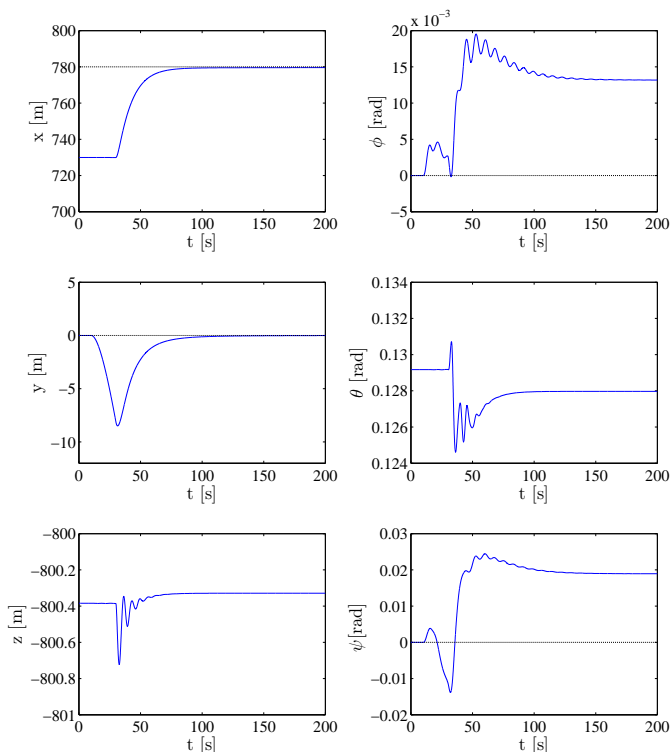 800
780
760
740
720
700
x [m]
0 50 100 150 200
t [s]
20 x 10⁻³
15
10
5
0
−5
ϕ [rad]
0 50 100 150 200
t [s]
5
0
−5
−10
y [m]
0 50 100 150 200
t [s]
0.134
0.132
0.13
0.128
0.126
0.124
θ [rad]
0 50 100 150 200
t [s]
−800
−800.2
−800.4
−800.6
−800.8
−801
z [m]
0 50 100 150 200
t [s]
0.03
0.02
0.01
0
−0.01
−0.02
ψ[rad]
0 50 100 150 200
t [s]